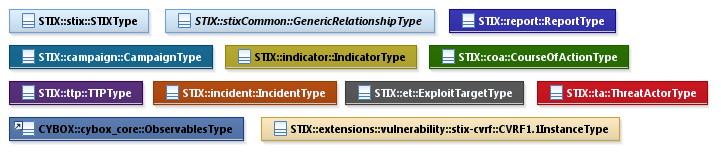 STIX::stix::STIXType STIX::stixCommon::GenericRelationshipType STIX::report::ReportType
STIX::campaign::CampaignType STIX::indicator::IndicatorType STIX::coa::CourseOfActionType
STIX::ttp::TTPType STIX::incident::IncidentType STIX::et::ExploitTargetType STIX::ta::ThreatActorType
CYBOX::cybox_core::ObservablesType STIX::extensions::vulnerability::stix-cvrf::CVRF1.1InstanceType